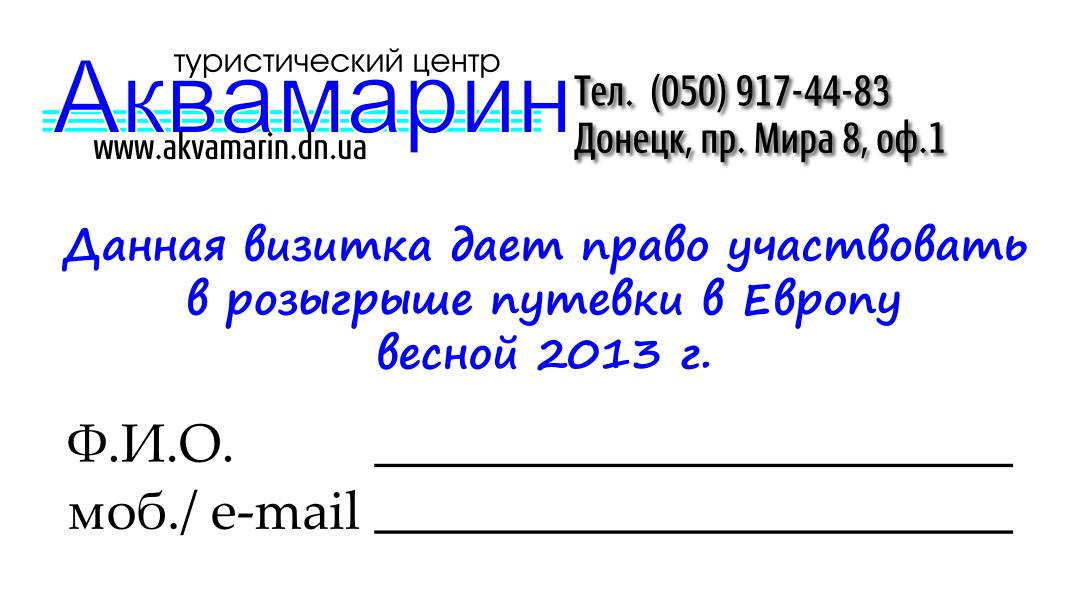 туристический центр
Аквамарин
www.akvamarin.dn.ua
Тел. (050) 917-44-83
Донецк, пр. Мира 8, оф.1
Данная визитка дает право участвовать
в розыгрыше путевки в Европу
весной 2013 г.
Ф.И.О.
моб./ e-mail